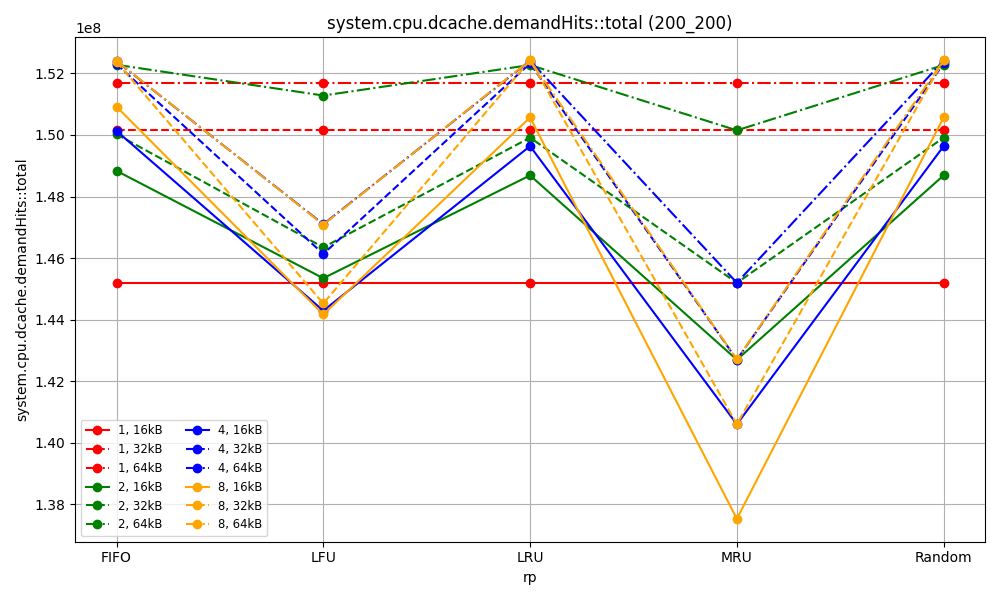 system.cpu.dcache.demandHits::total (200_200)
1e8
1.52
1.50
1.48
1.46
1.44
1.42
1.40
1.38
system.cpu.dcache.demandHits::total
1, 16kB
1, 32kB
1, 64kB
2, 16kB
2, 32kB
2, 64kB
4, 16kB
4, 32kB
4, 64kB
8, 16kB
8, 32kB
8, 64kB
FIFO
LFU
LRU
MRU
Random
rp